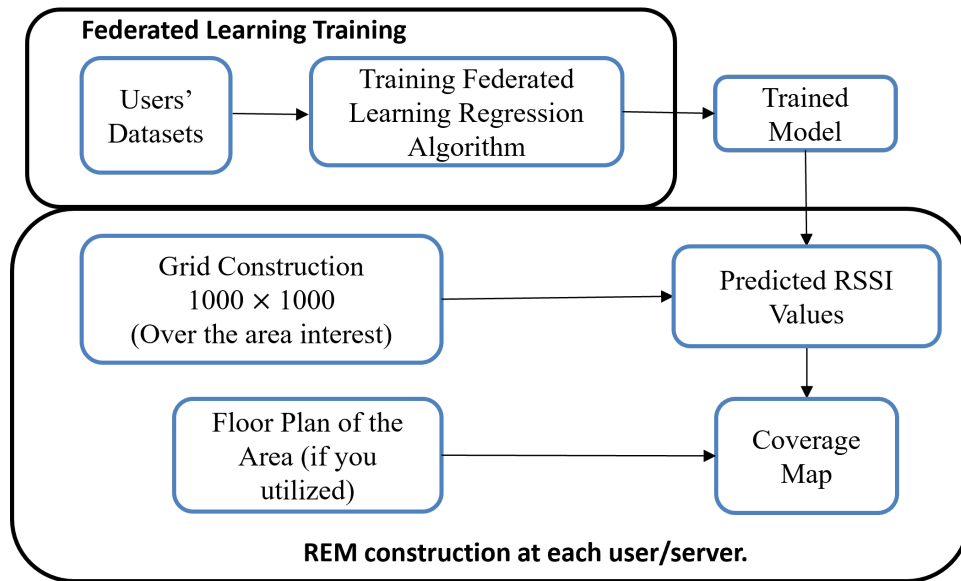 Federated Learning Training
Users’
Datasets
Training Federated
Learning Regression
Algorithm
Trained
Model
Grid Construction
1000 × 1000
(Over the area interest)
Predicted RSSI
Values
Floor Plan of the
Area (if you
utilized)
Coverage
Map
REM construction at each user/server.